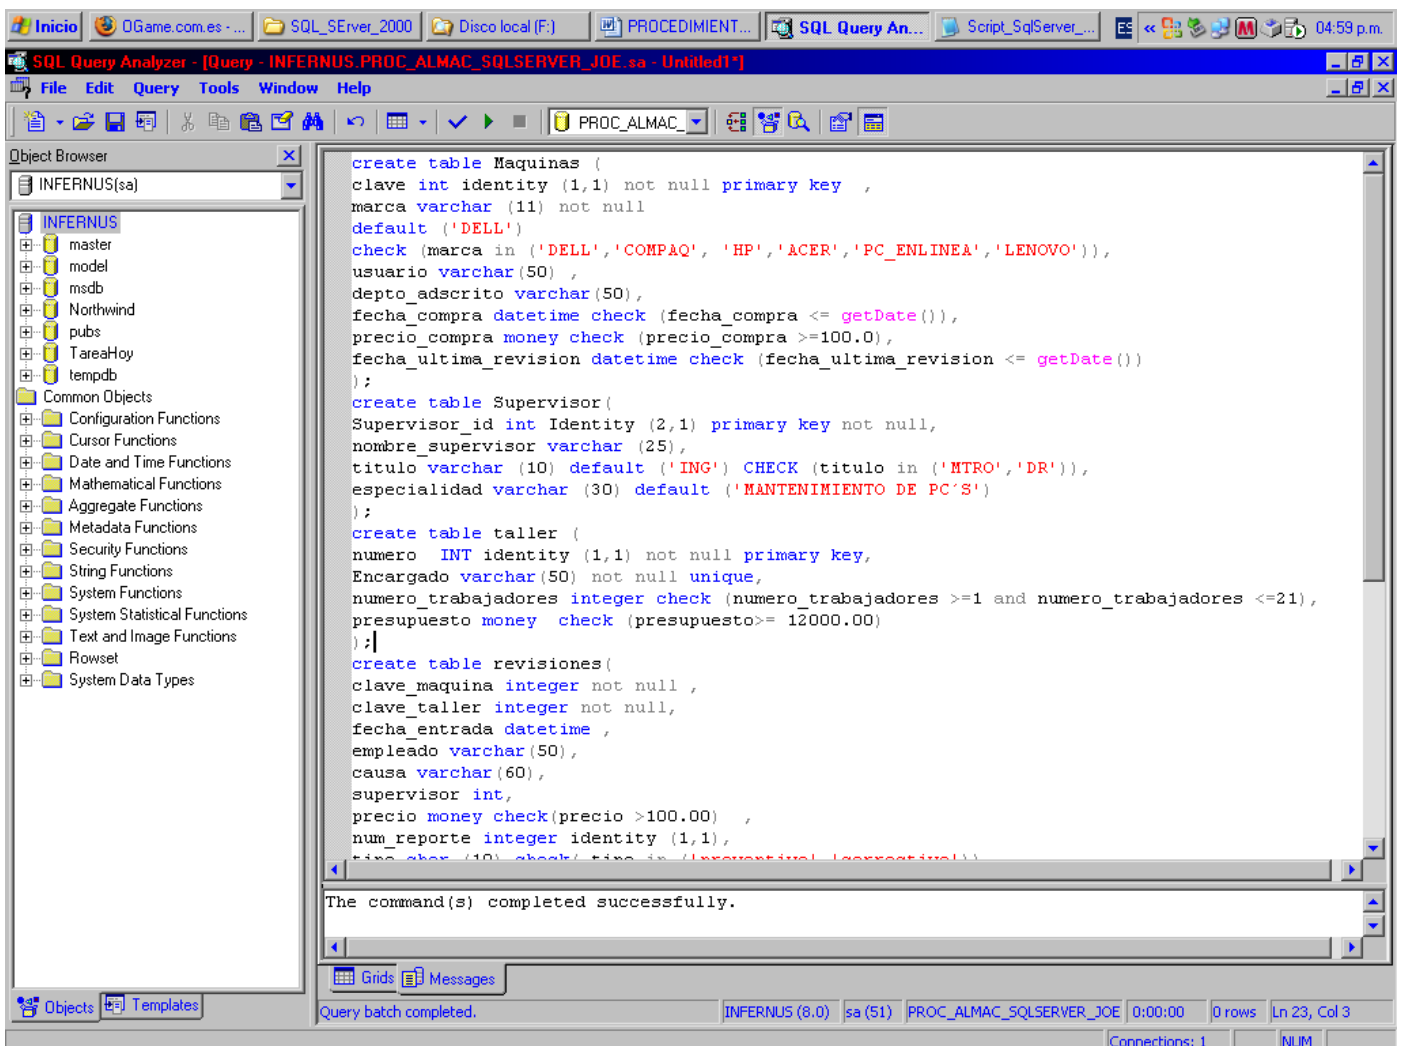 Inicio
OGame.com.es - ...
SQL_SErver_2000
Disco local (F:)
PROCEDIMIENT...
SQL Query An...
Script_SqlServer_...
ES
«
04:59 p.m.
SQL Query Analyzer - [Query - INFERNUS.PROC_ALMAC_SQLSERVER_JOE.sa - Untitled1*]
File Edit Query Tools Window Help
PROC_ALMAC_
Object Browser
INFERNUS(sa)
INFERNUS
master
model
msdb
Northwind
pubs
TareaHoy
tempdb
Common Objects
Configuration Functions
Cursor Functions
Date and Time Functions
Mathematical Functions
Aggregate Functions
Metadata Functions
Security Functions
String Functions
System Functions
System Statistical Functions
Text and Image Functions
Rowset
System Data Types
Objects
Templates
create table Maquinas (
clave int identity (1,1) not null primary key  ,
marca varchar (11) not null
default ('DELL')
check (marca in ('DELL','COMPAQ', 'HP','ACER','PC_ENLINEA','LENOVO')),
usuario varchar(50) ,
depto_adscrito varchar(50),
fecha_compra datetime check (fecha_compra <= getDate()),
precio_compra money check (precio_compra >=100.0),
fecha_ultima_revision datetime check (fecha_ultima_revision <= getDate())
);
create table Supervisor(
Supervisor_id int Identity (2,1) primary key not null,
nombre_supervisor varchar (25),
titulo varchar (10) default ('ING') CHECK (titulo in ('MTRO','DR')),
especialidad varchar (30) default ('MANTENIMIENTO DE PC´S')
);
create table taller (
numero  INT identity (1,1) not null primary key,
Encargado varchar(50) not null unique,
numero_trabajadores integer check (numero_trabajadores >=1 and numero_trabajadores <=21),
presupuesto money  check (presupuesto>= 12000.00)
);
create table revisiones(
clave_maquina integer not null ,
clave_taller integer not null,
fecha_entrada datetime ,
empleado varchar(50),
causa varchar(60),
supervisor int,
precio money check(precio >100.00)  ,
num_reporte integer identity (1,1),
tipo char (10) check( tipo in ('preventivo','correctivo'))
The command(s) completed successfully.
Grids
Messages
Query batch completed.
INFERNUS (8.0)
sa (51)
PROC_ALMAC_SQLSERVER_JOE
0:00:00
0 rows
Ln 23, Col 3
Connections: 1
NUM